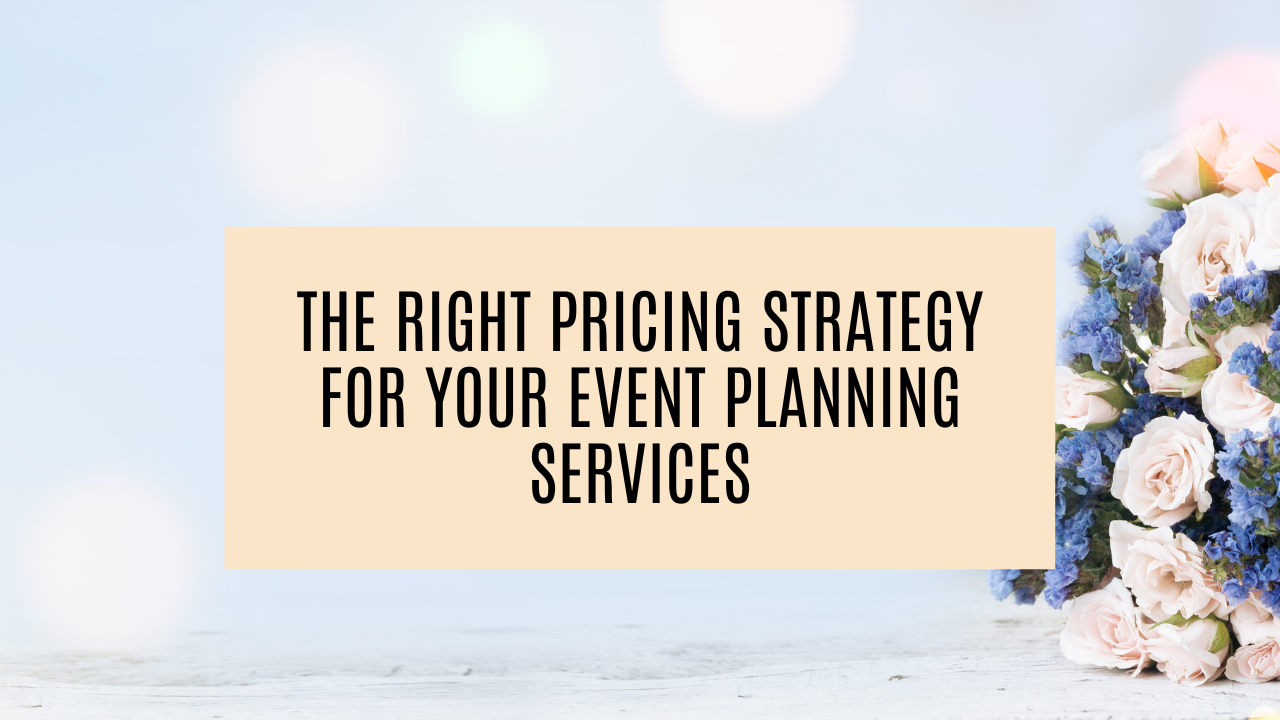 THE RIGHT PRICING STRATEGY
FOR YOUR EVENT PLANNING
SERVICES